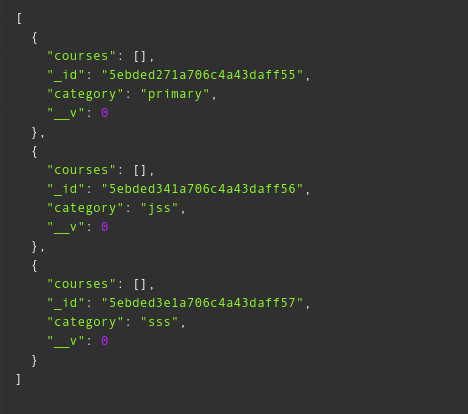 [
  {
    "courses": [],
    "_id": "5ebded271a706c4a43daff55",
    "category": "primary",
    "__v": 0
  },
  {
    "courses": [],
    "_id": "5ebded341a706c4a43daff56",
    "category": "jss",
    "__v": 0
  },
  {
    "courses": [],
    "_id": "5ebded3e1a706c4a43daff57",
    "category": "sss",
    "__v": 0
  }
]